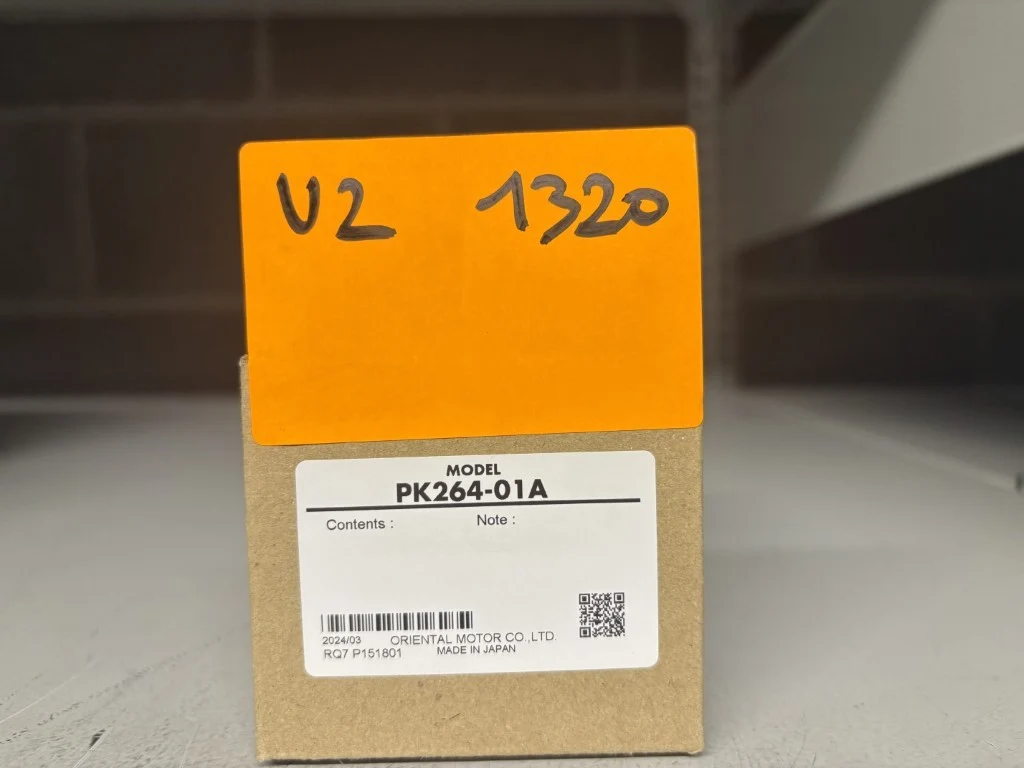 V2 1320
MODEL
PK264-01A
Contents : Note :
2024/03 ORIENTAL MOTOR CO.,LTD.
RQ7 P151801 MADE IN JAPAN